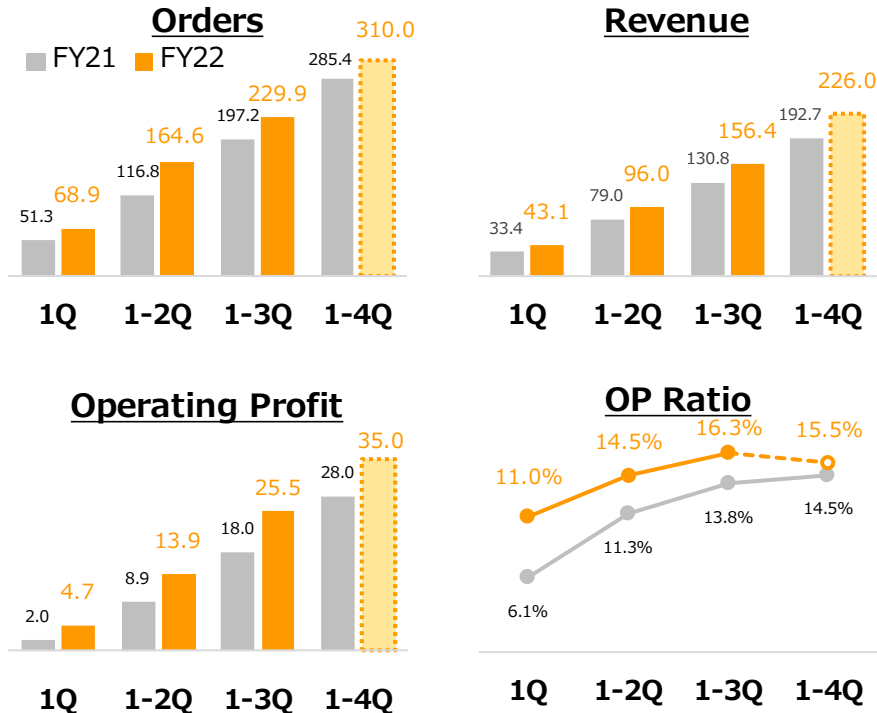 Orders
FY21 FY22
51.3 68.9 116.8 164.6 197.2 229.9 285.4 310.0
1Q 1-2Q 1-3Q 1-4Q
Revenue
33.4 43.1 79.0 96.0 130.8 156.4 192.7 226.0
1Q 1-2Q 1-3Q 1-4Q
Operating Profit
2.0 4.7 8.9 13.9 18.0 25.5 28.0 35.0
1Q 1-2Q 1-3Q 1-4Q
OP Ratio
11.0% 14.5% 16.3% 15.5%
6.1% 11.3% 13.8% 14.5%
1Q 1-2Q 1-3Q 1-4Q